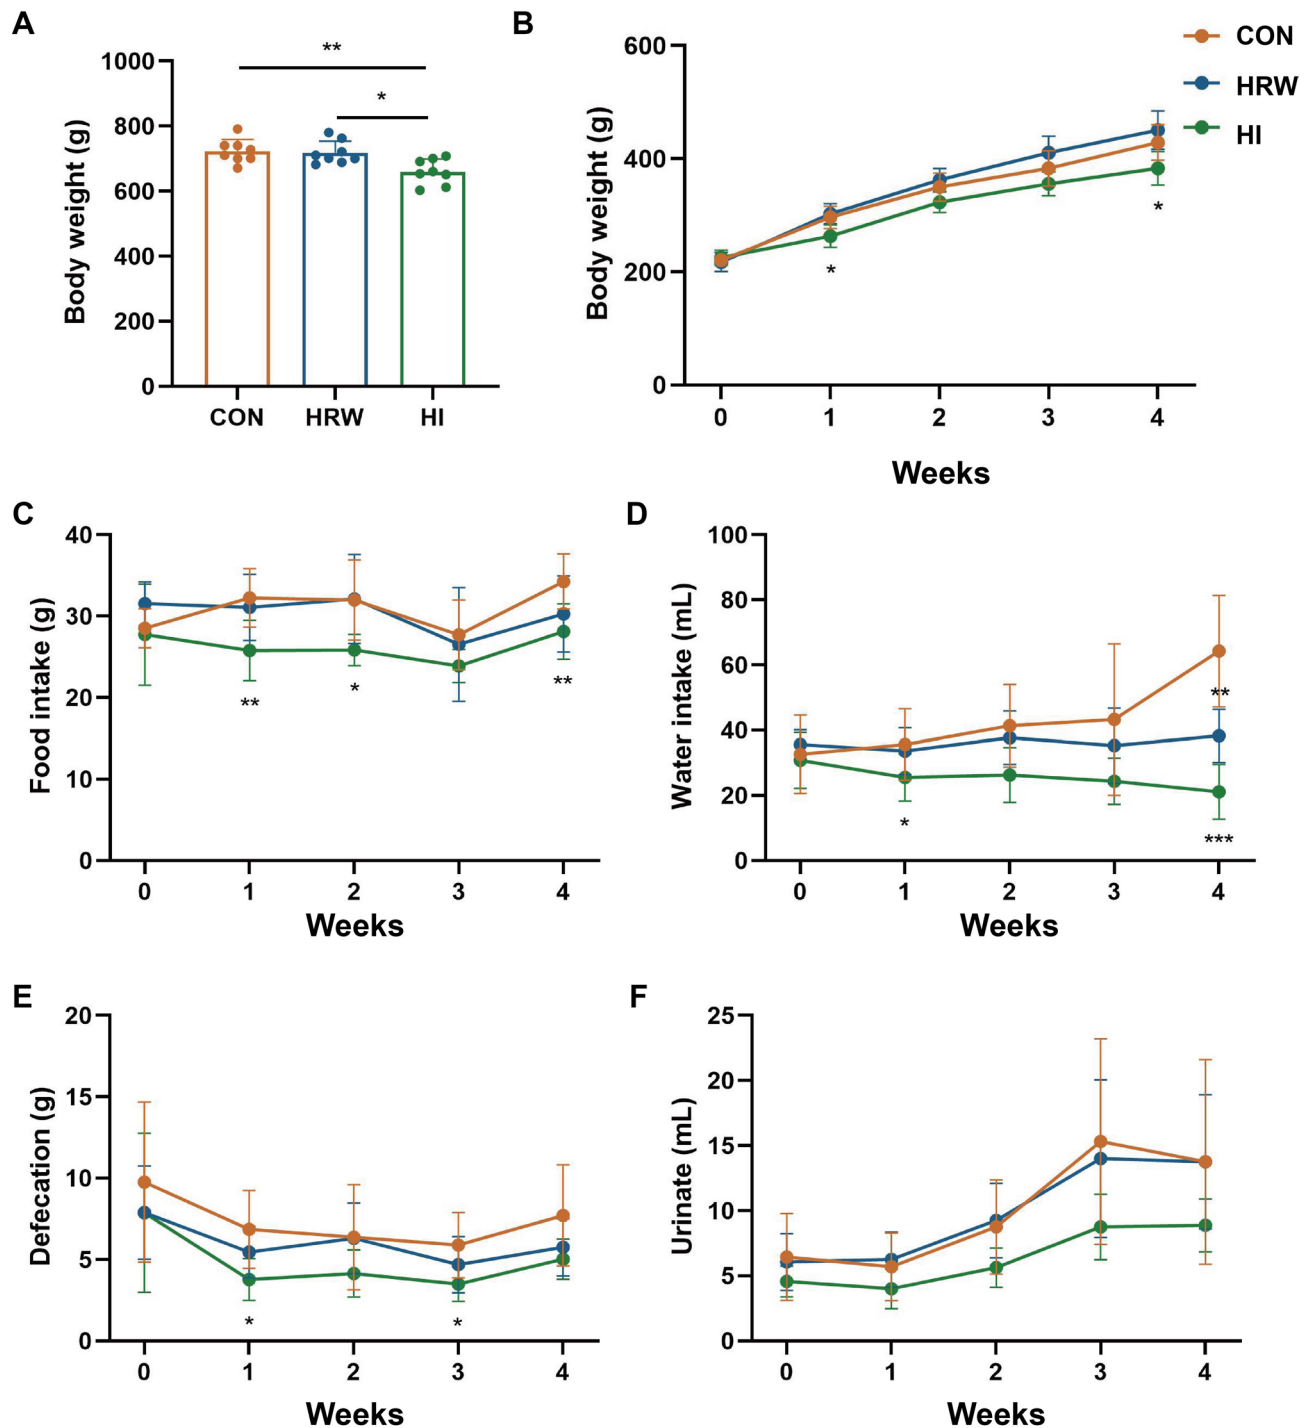 A
Body weight (g)
1000
800
600
400
200
0
**
*
CON HRW HI
B
Body weight (g)
600
400
200
0
*
*
0 1 2 3 4
Weeks
CON
HRW
HI
C
Food intake (g)
40
30
20
10
0
** * **
0 1 2 3 4
Weeks
D
Water intake (mL)
100
80
60
40
20
0
**
*
***
0 1 2 3 4
Weeks
E
Defecation (g)
20
15
10
5
0
* *
0 1 2 3 4
Weeks
F
Urinate (mL)
25
20
15
10
5
0
0 1 2 3 4
Weeks